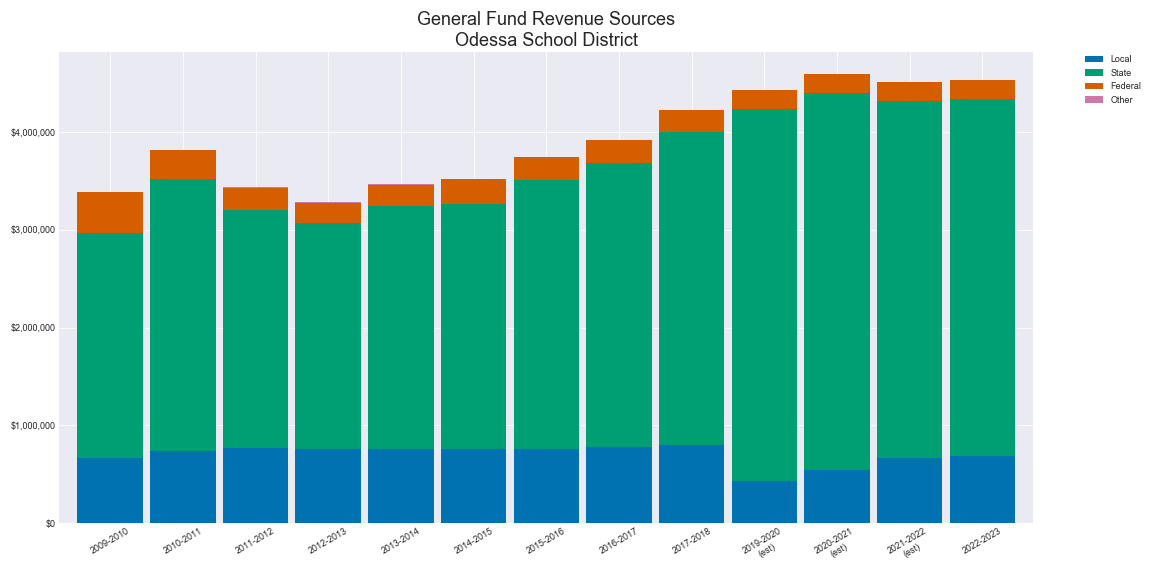 General Fund Revenue Sources
Odessa School District
Local
State
Federal
Other
$4,000,000
$3,000,000
$2,000,000
$1,000,000
$0
2009-2010
2010-2011
2011-2012
2012-2013
2013-2014
2014-2015
2015-2016
2016-2017
2017-2018
2019-2020
(est)
2020-2021
(est)
2021-2022
(est)
2022-2023